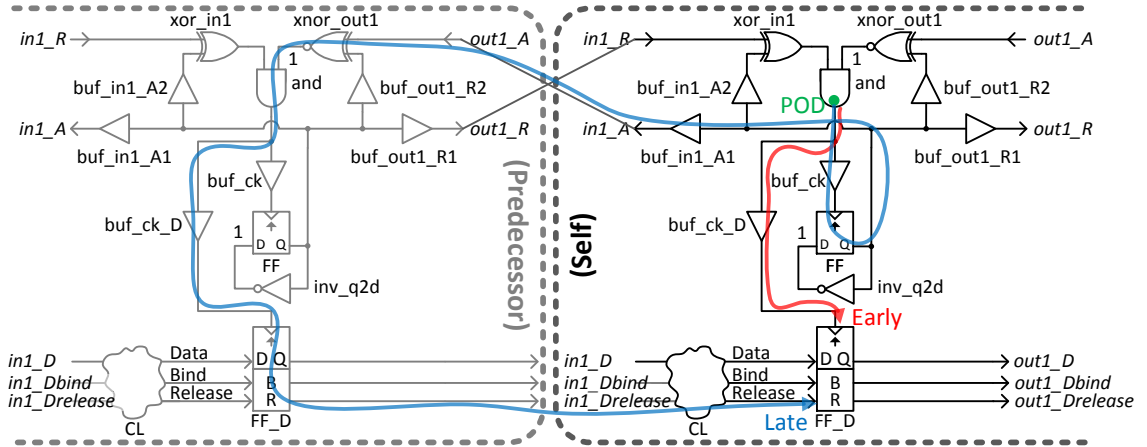 xor_in1
xnor_out1
in1_R
out1_A
1
and
buf_in1_A2
buf_out1_R2
in1_A
out1_R
buf_in1_A1
buf_out1_R1
buf_ck
buf_ck_D
1
D Q
FF
inv_q2d
(Predecessor)
in1_D
Data
D Q
in1_Dbind
Bind
B
in1_Drelease
Release
R
CL
FF_D
xor_in1
xnor_out1
in1_R
out1_A
1
and
buf_in1_A2
POD
buf_out1_R2
in1_A
out1_R
buf_in1_A1
buf_out1_R1
buf_ck
buf_ck_D
1
D Q
FF
inv_q2d
(Self)
Early
in1_D
Data
D Q
out1_D
in1_Dbind
Bind
B
out1_Dbind
in1_Drelease
Release
R
out1_Drelease
Late
CL
FF_D